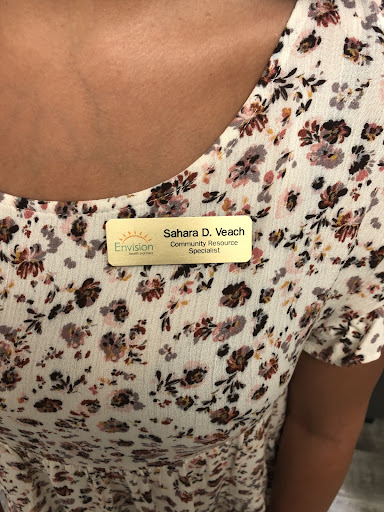 Envision
Sahara D. Veach
Community Resource
Specialist